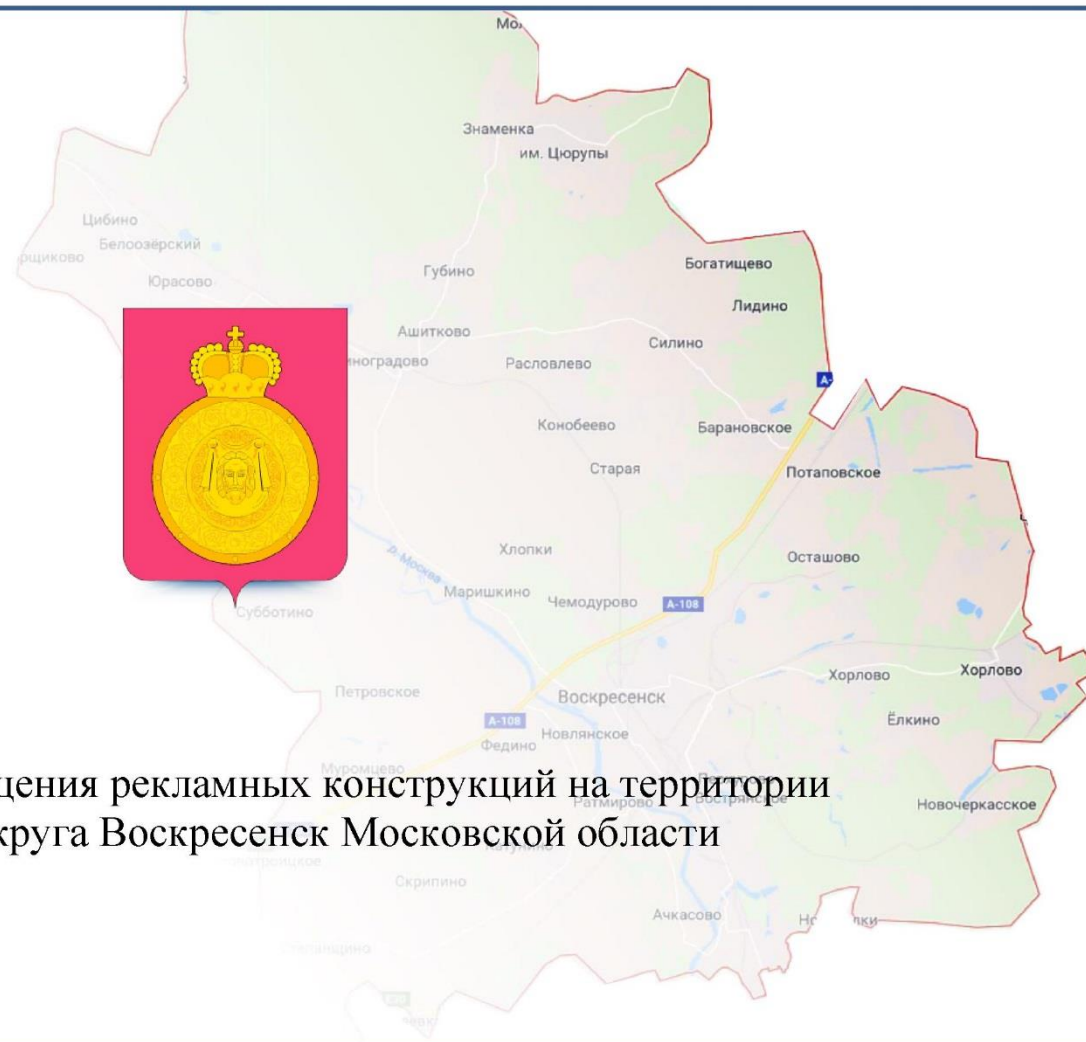 Знаменка
им. Цюрупы
Цибино
Белоозёрский
Юрасово
Губино
Богатищево
Лидино
Ашитково
Силино
Расловлево
Конобеево
Барановское
Старая
Потаповское
Хлопки
Осташово
р. Москва
Маришкино
Чемодурово
А-108
Субботино
Хорлово
Хорлово
Петровское
Воскресенск
Ёлкино
А-108
Новлянское
Федино
Муромцево
щения рекламных конструкций на территории
Ратмирово
Новочеркасское
круга Воскресенск Московской области
Скрипино
Ачкасово